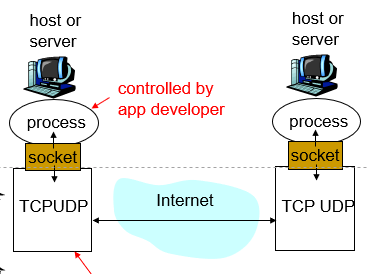 host or
server
host or
server
controlled by
app developer
process
process
socket
socket
TCPUDP
Internet
TCP UDP